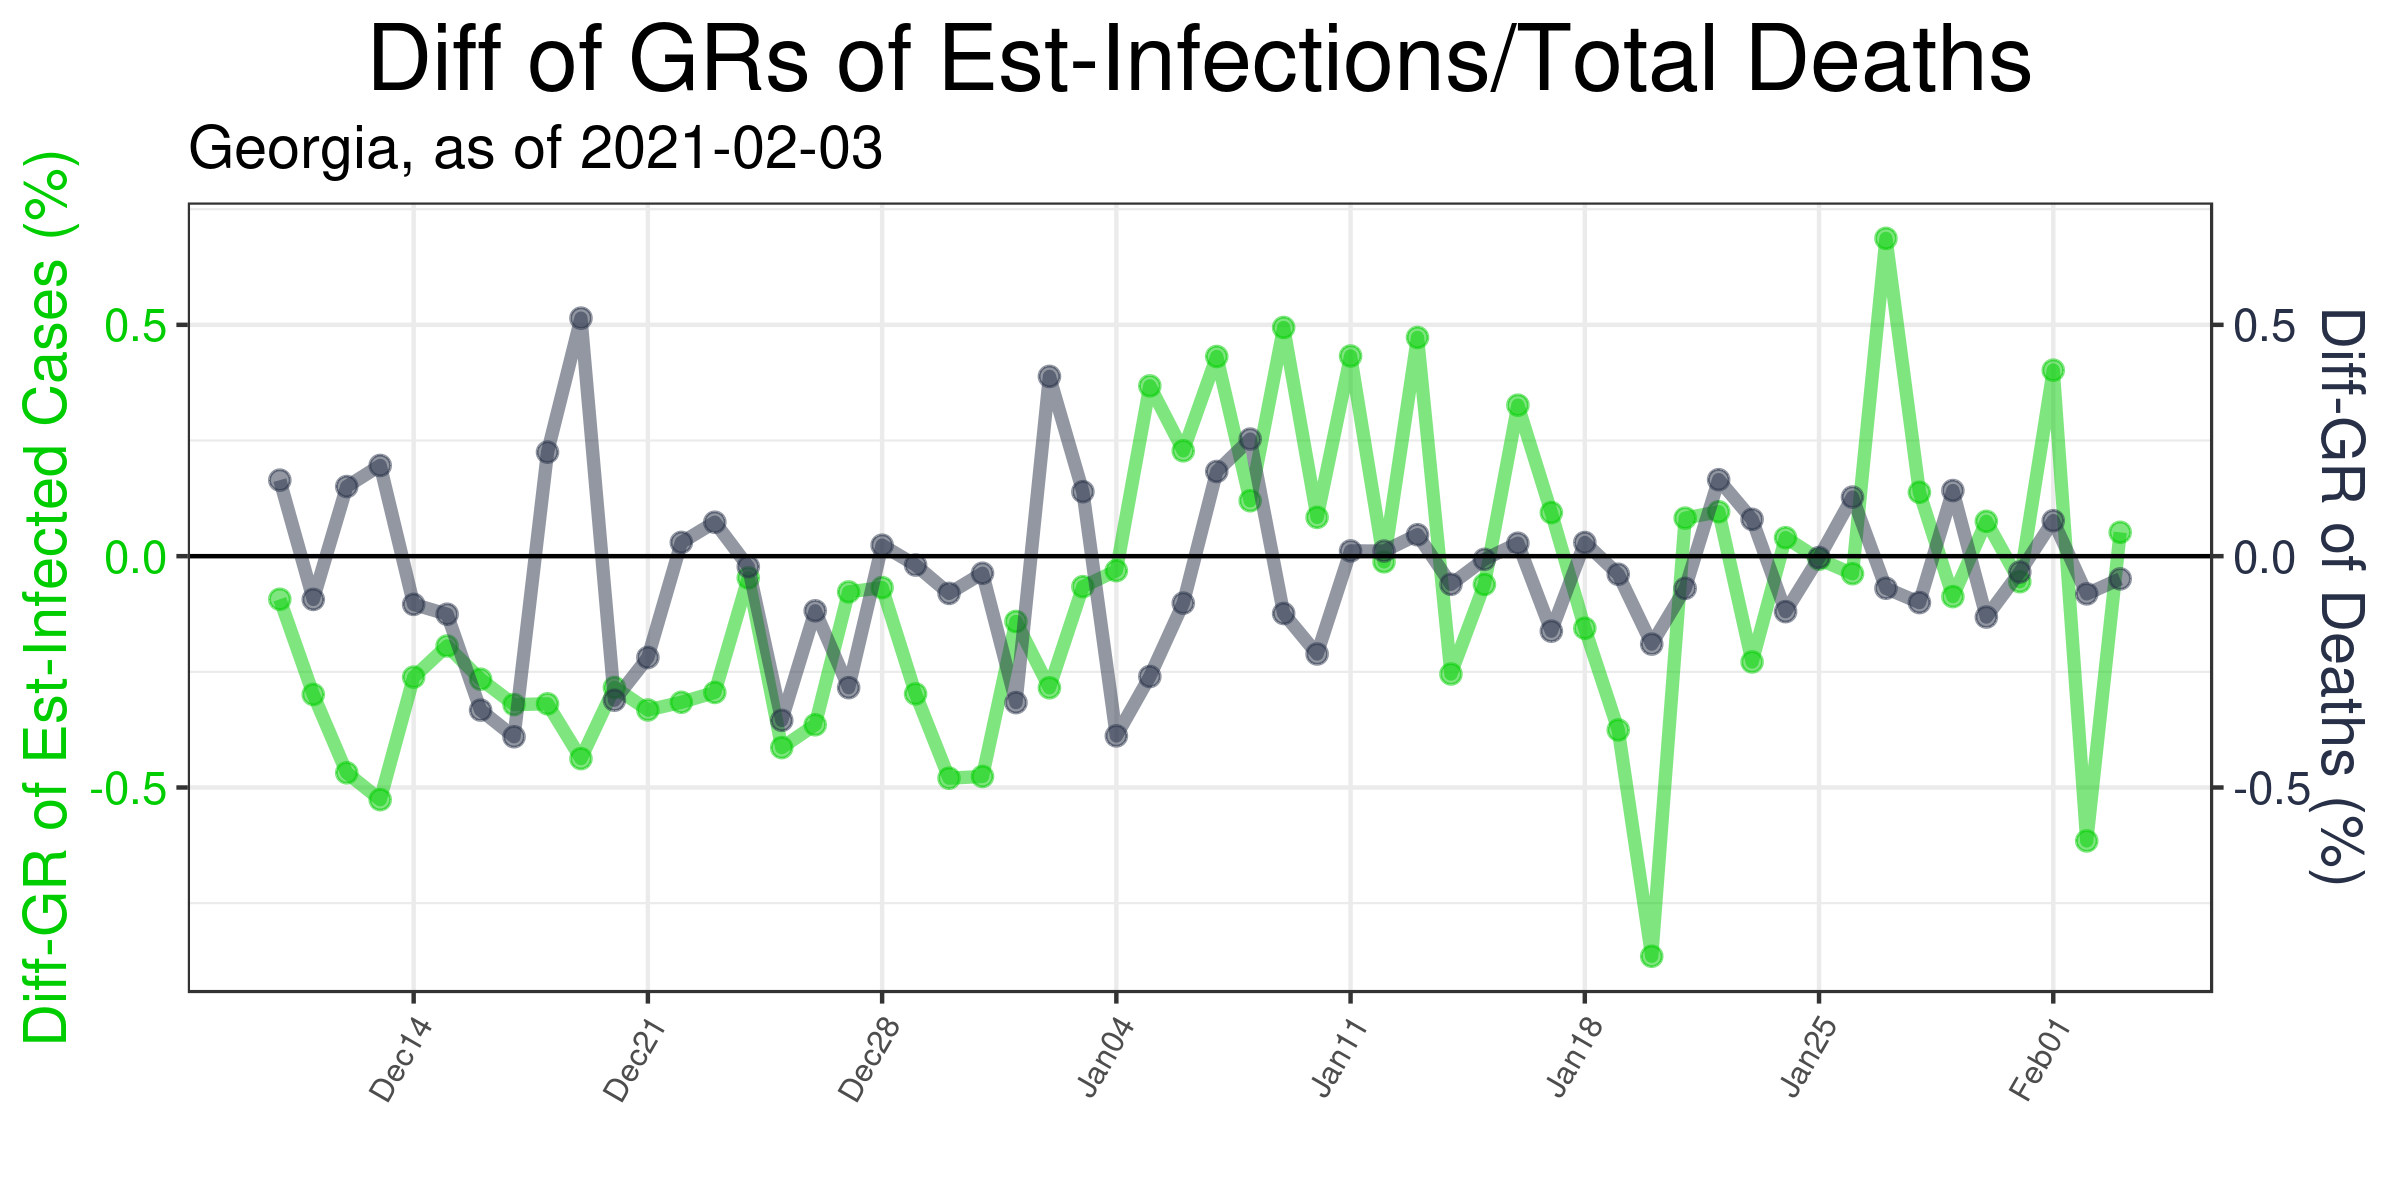 Diff of GRs of Est-Infections/Total Deaths
Georgia, as of 2021-02-03
Diff-GR of Est-Infected Cases (%)
0.5
0.0
-0.5
0.5
0.0
-0.5
Diff-GR of Deaths (%)
Dec14
Dec21
Dec28
Jan04
Jan11
Jan18
Jan25
Feb01